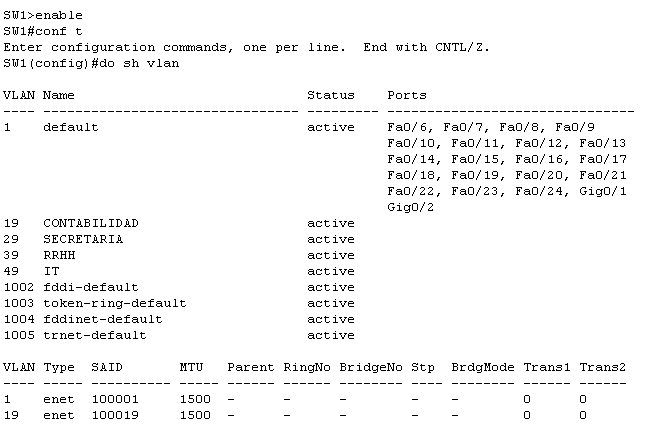 SW1>enable
SW1#conf t
Enter configuration commands, one per line.  End with CNTL/Z.
SW1(config)#do sh vlan

VLAN Name                             Status    Ports
---- -------------------------------- --------- -------------------------------
1    default                          active    Fa0/6, Fa0/7, Fa0/8, Fa0/9
                                                Fa0/10, Fa0/11, Fa0/12, Fa0/13
                                                Fa0/14, Fa0/15, Fa0/16, Fa0/17
                                                Fa0/18, Fa0/19, Fa0/20, Fa0/21
                                                Fa0/22, Fa0/23, Fa0/24, Gig0/1
                                                Gig0/2
19   CONTABILIDAD                     active
29   SECRETARIA                       active
39   RRHH                             active
49   IT                               active
1002 fddi-default                     active
1003 token-ring-default               active
1004 fddinet-default                  active
1005 trnet-default                    active

VLAN Type  SAID       MTU   Parent RingNo BridgeNo Stp  BrdgMode Trans1 Trans2
---- ----- ---------- ----- ------ ------ -------- ---- -------- ------ ------
1    enet  100001     1500  -      -      -        -    -        0      0
19   enet  100019     1500  -      -      -        -    -        0      0